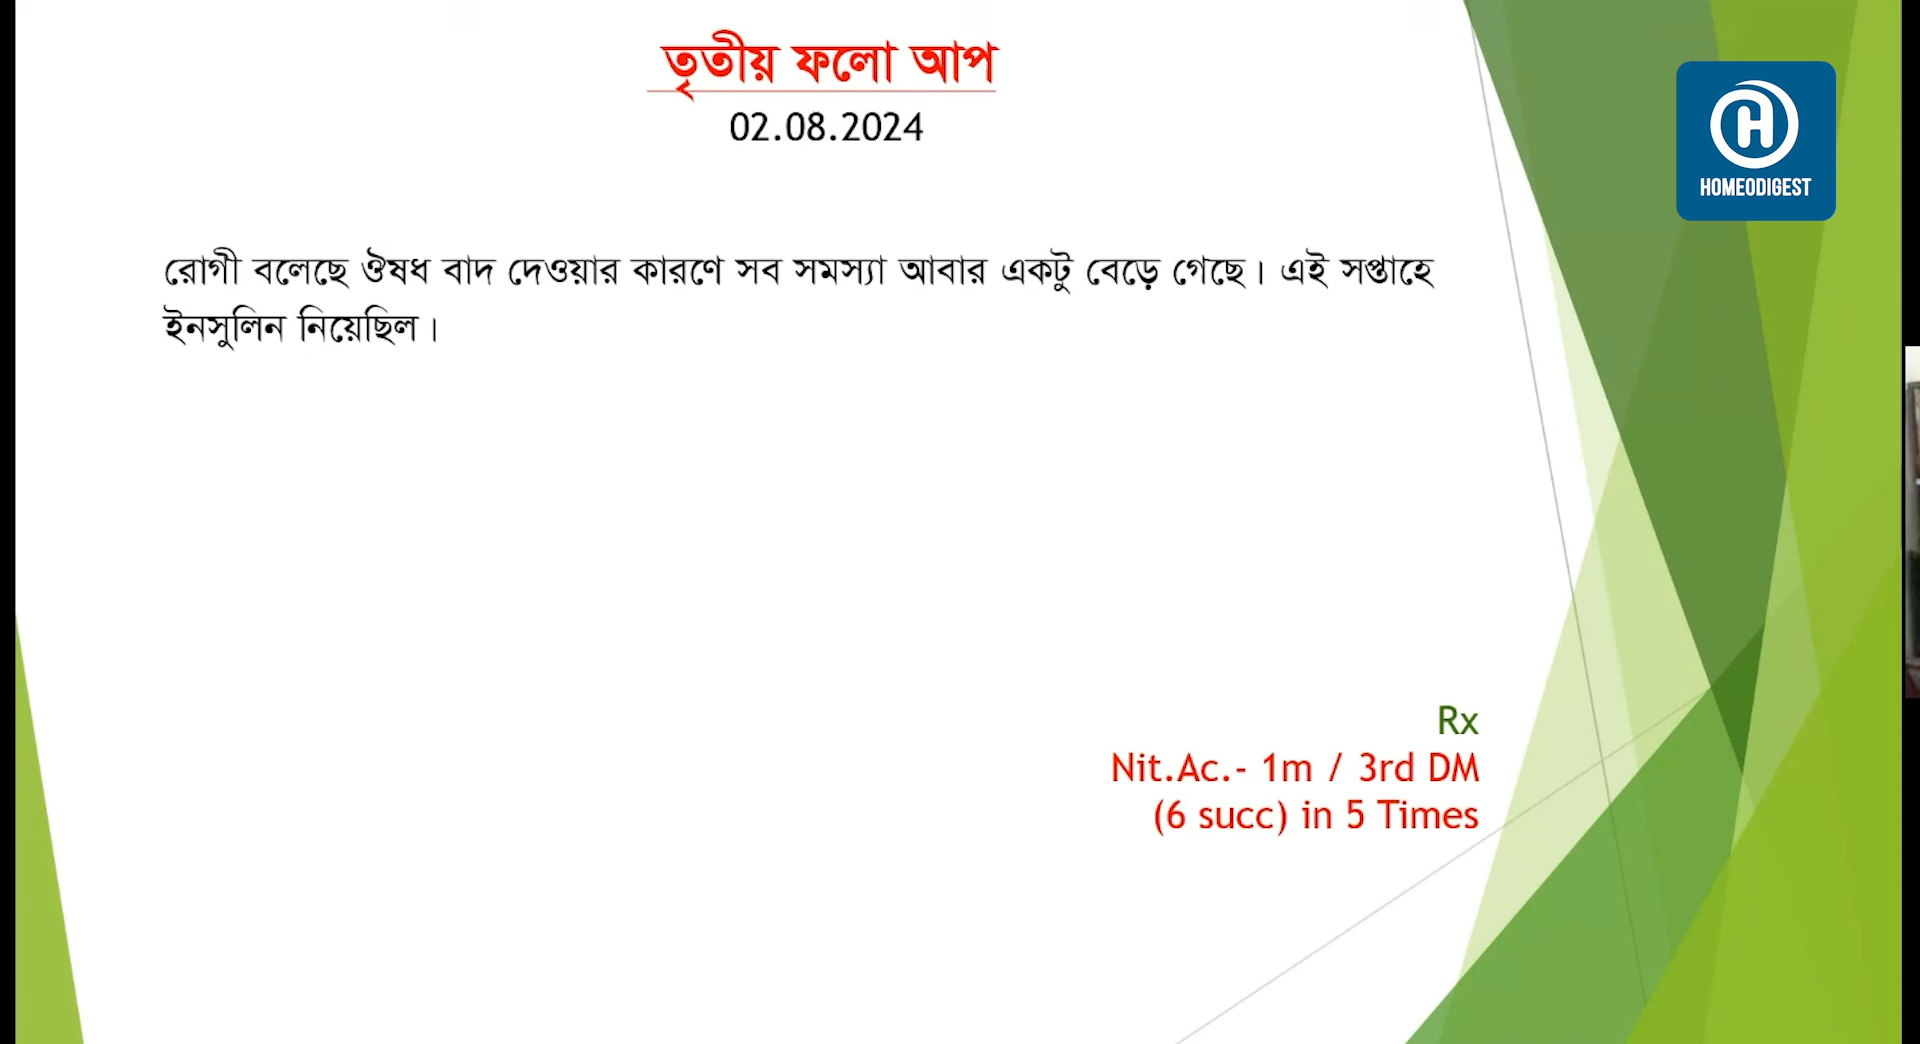 তৃতীয় ফলো আপ
02.08.2024
HOMEODIGEST
রোগী বলেছে ঔষধ বাদ দেওয়ার কারণে সব সমস্যা আবার একটু বেড়ে গেছে। এই সপ্তাহে
ইনসুলিন নিয়েছিল।
Rx
Nit.Ac.- 1m / 3rd DM
(6 succ) in 5 Times